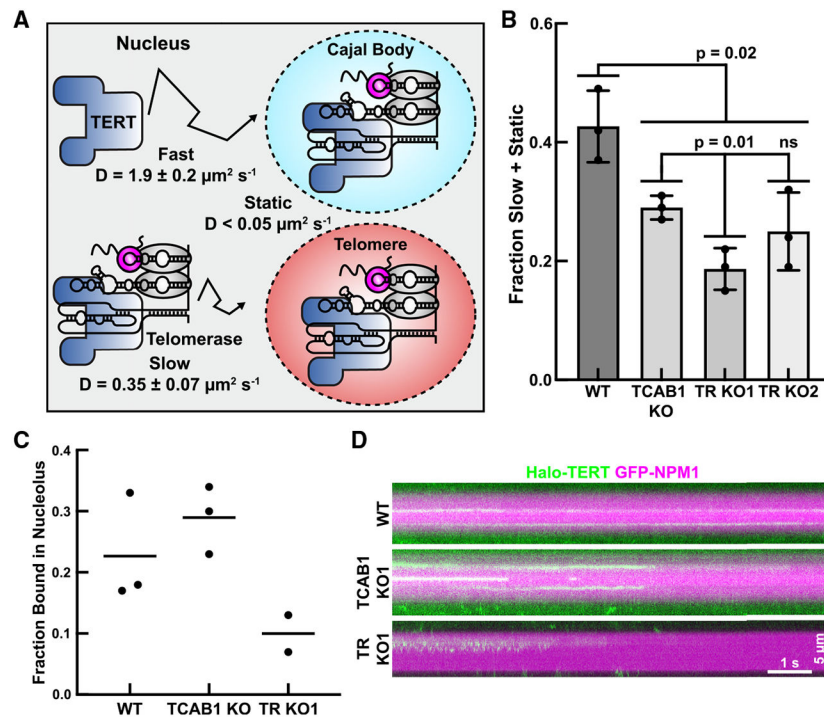 A
Nucleus
TERT
Fast
D = 1.9 ± 0.2 µm² s⁻¹
Cajal Body
Static
D < 0.05 µm² s⁻¹
Telomerase
Slow
D = 0.35 ± 0.07 µm² s⁻¹
Telomere
B
Fraction Slow + Static
0.6
0.4
0.2
0.0
p = 0.02
p = 0.01
ns
WT
TCAB1 KO
TR KO1
TR KO2
C
Fraction Bound in Nucleolus
0.4
0.3
0.2
0.1
0.0
WT
TCAB1 KO
TR KO1
D
Halo-TERT GFP-NPM1
WT
TCAB1
KO1
TR
KO1
5 µm
1 s